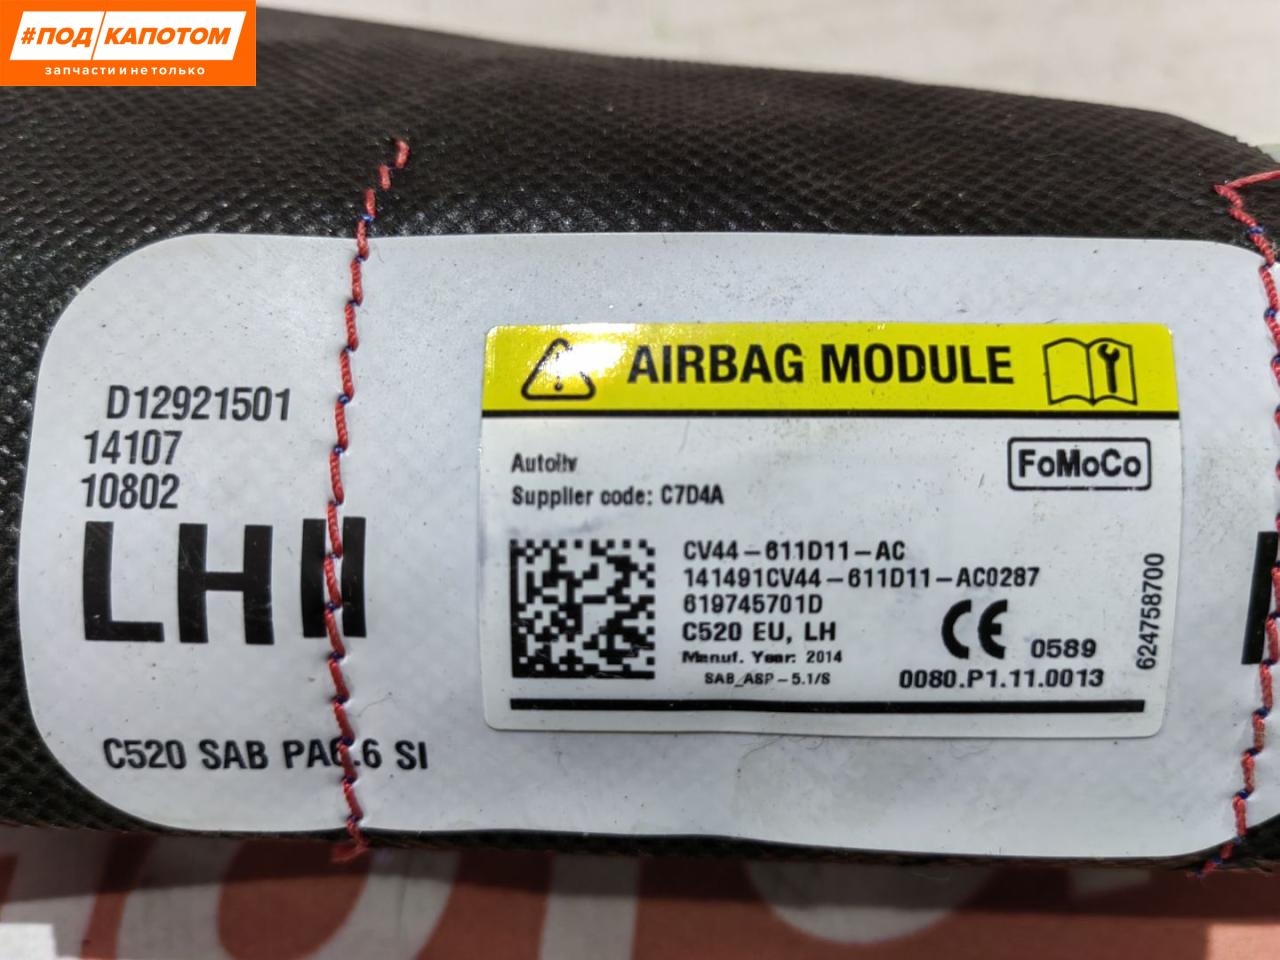 #ПОД КАПОТОМ
запчасти и не только
D12921501
14107
10802
LH
C520 SAB PA6.6 SI
AIRBAG MODULE
Autoliv
FoMoCo
Supplier code: C7D4A
CV44-611D11-AC
141491CV44-611D11-AC0287
619745701D
C520 EU, LH
CE 0589
Manuf. Year: 2014
SAB_ASP-5.1/S
0080.P1.11.0013
624758700